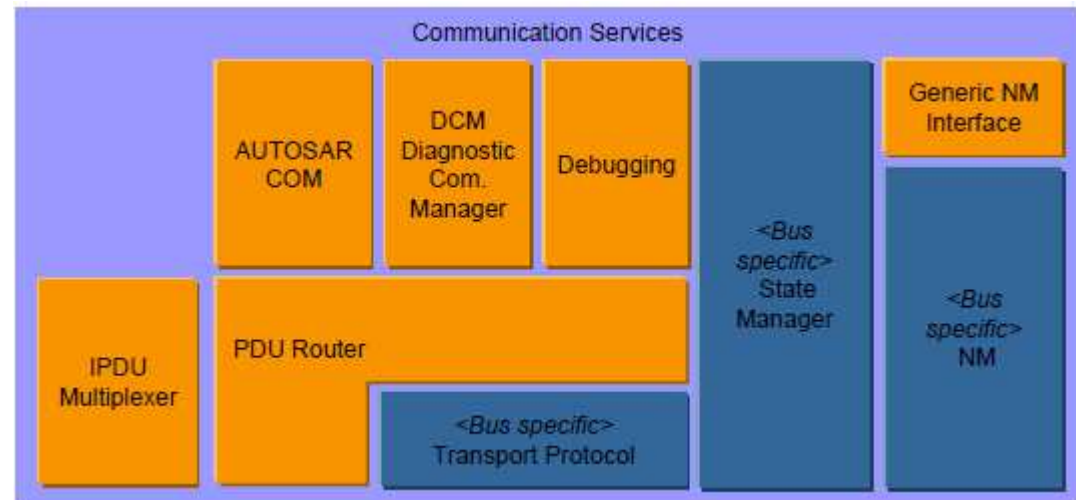 Communication Services
AUTOSAR
COM
DCM
Diagnostic
Com.
Manager
Debugging
<Bus
specific>
State
Manager
Generic NM
Interface
<Bus
specific>
NM
IPDU
Multiplexer
PDU Router
<Bus specific>
Transport Protocol